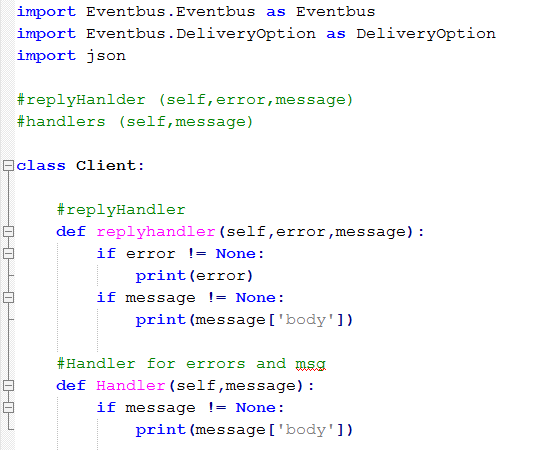 import Eventbus.Eventbus as Eventbus
import Eventbus.DeliveryOption as DeliveryOption
import json
#replyHanlder (self,error,message)
#handlers (self,message)
class Client:
#replyHandler
def replyhandler(self,error,message):
if error != None:
print(error)
if message != None:
print(message['body'])
#Handler for errors and msg
def Handler(self,message):
if message != None:
print(message['body'])